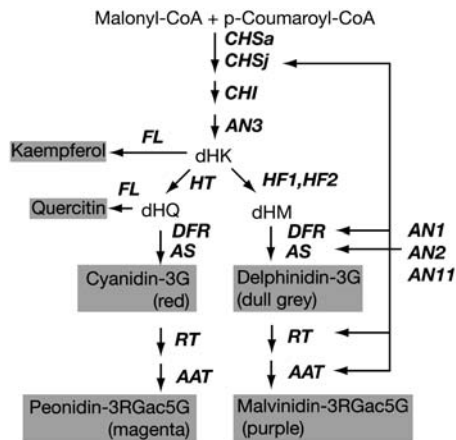 Malonyl-CoA + p-Coumaroyl-CoA
CHSa
CHSj
CHI
AN3
Kaempferol
FL
dHK
HT
HF1,HF2
FL
Quercitin
dHQ
dHM
DFR
AS
DFR
AS
AN1
AN2
AN11
Cyanidin-3G
(red)
Delphinidin-3G
(dull grey)
RT
RT
AAT
AAT
Peonidin-3RGac5G
(magenta)
Malvinidin-3RGac5G
(purple)